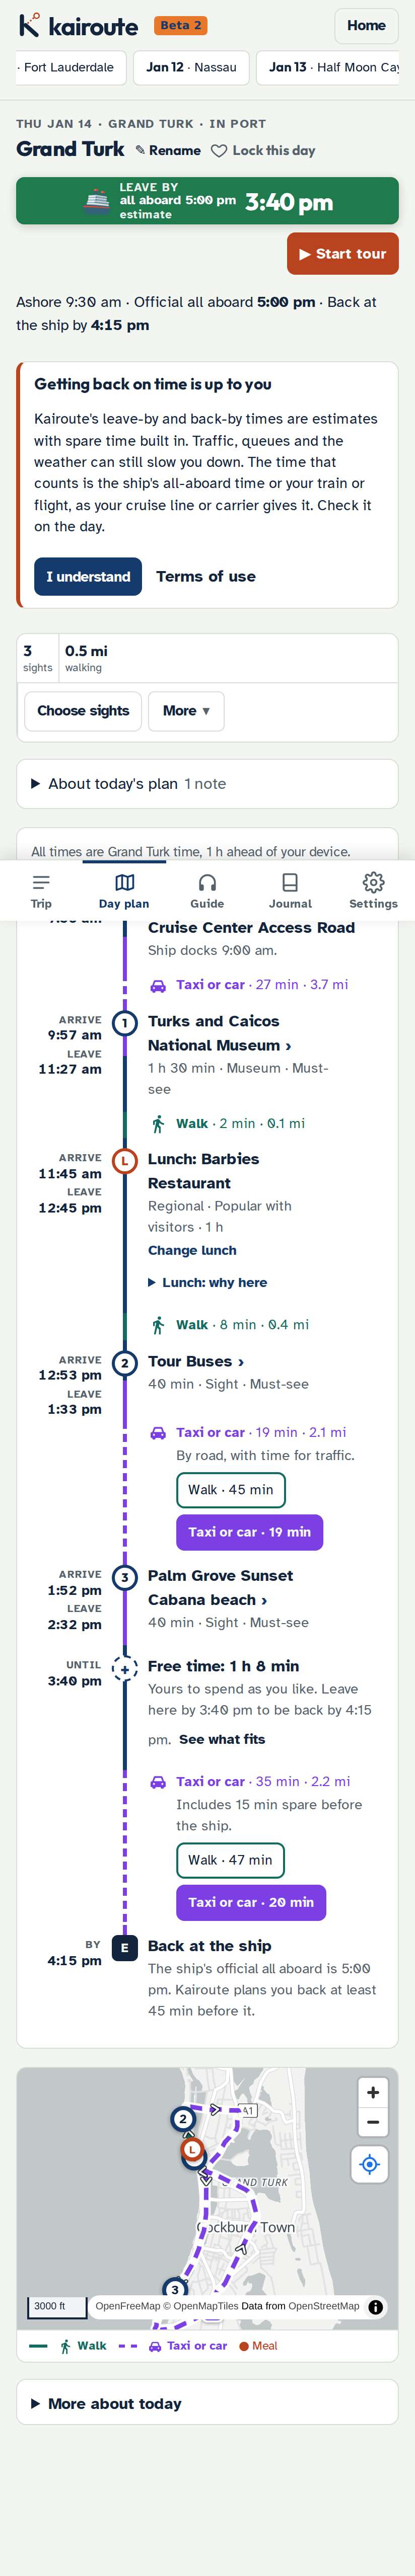 kairoute Beta 2 Home
· Fort Lauderdale Jan 12 · Nassau Jan 13 · Half Moon Cay
THU JAN 14 · GRAND TURK · IN PORT
Grand Turk ✎ Rename Lock this day
LEAVE BY
all aboard 5:00 pm 3:40 pm
estimate
▶ Start tour
Ashore 9:30 am · Official all aboard 5:00 pm · Back at
the ship by 4:15 pm
Getting back on time is up to you
Kairoute's leave-by and back-by times are estimates
with spare time built in. Traffic, queues and the
weather can still slow you down. The time that
counts is the ship's all-aboard time or your train or
flight, as your cruise line or carrier gives it. Check it
on the day.
I understand Terms of use
3 0.5 mi
sights walking
Choose sights More ▾
▶ About today's plan 1 note
All times are Grand Turk time, 1 h ahead of your device.
Trip Day plan Guide Journal Settings
Cruise Center Access Road
Ship docks 9:00 am.
Taxi or car · 27 min · 3.7 mi
ARRIVE
9:57 am
LEAVE
11:27 am
1
Turks and Caicos
National Museum ›
1 h 30 min · Museum · Must-
see
Walk · 2 min · 0.1 mi
ARRIVE
11:45 am
LEAVE
12:45 pm
L
Lunch: Barbies
Restaurant
Regional · Popular with
visitors · 1 h
Change lunch
▶ Lunch: why here
Walk · 8 min · 0.4 mi
ARRIVE
12:53 pm
LEAVE
1:33 pm
2
Tour Buses ›
40 min · Sight · Must-see
Taxi or car · 19 min · 2.1 mi
By road, with time for traffic.
Walk · 45 min
Taxi or car · 19 min
ARRIVE
1:52 pm
LEAVE
2:32 pm
3
Palm Grove Sunset
Cabana beach ›
40 min · Sight · Must-see
UNTIL
3:40 pm
+
Free time: 1 h 8 min
Yours to spend as you like. Leave
here by 3:40 pm to be back by 4:15
pm. See what fits
Taxi or car · 35 min · 2.2 mi
Includes 15 min spare before
the ship.
Walk · 47 min
Taxi or car · 20 min
BY
4:15 pm
E
Back at the ship
The ship's official all aboard is 5:00
pm. Kairoute plans you back at least
45 min before it.
+
−
2
A1
L
GRAND TURK
Cockburn Town
3
3000 ft OpenFreeMap © OpenMapTiles Data from OpenStreetMap
Walk Taxi or car Meal
▶ More about today